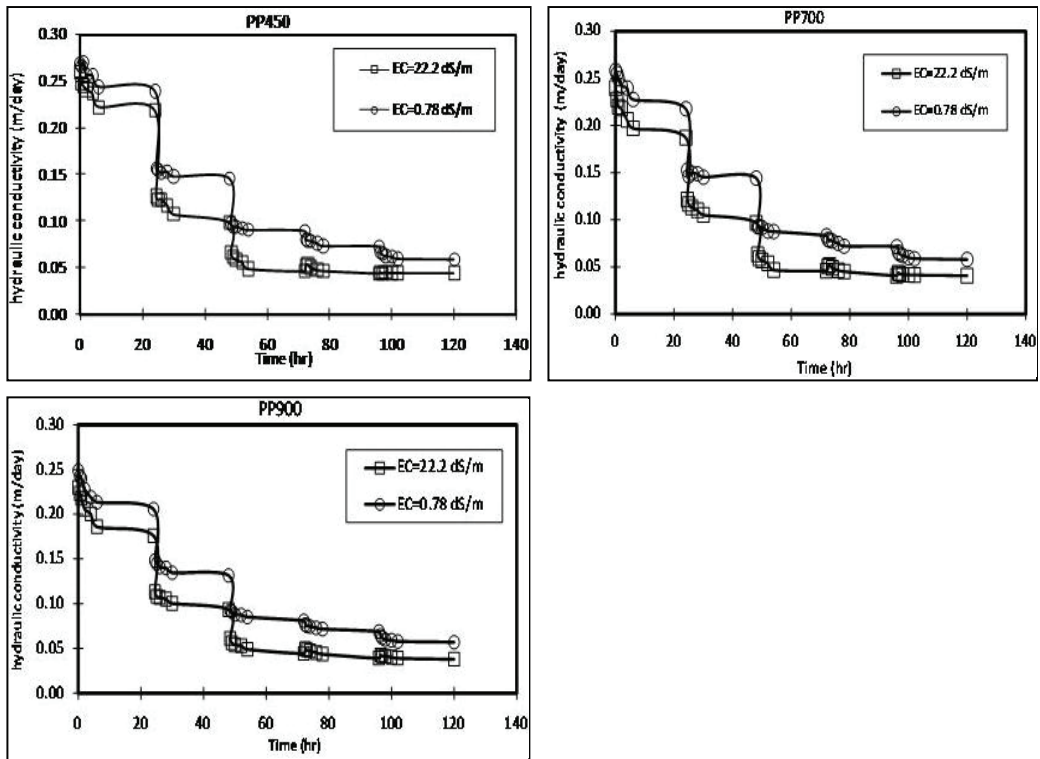 PP450
hydraulic conductivity (m/day)
0.30
0.25
0.20
0.15
0.10
0.05
0.00
EC=22.2 dS/m
EC=0.78 dS/m
0 20 40 60 80 100 120 140
Time (hr)
PP700
hydraulic conductivity (m/day)
0.30
0.25
0.20
0.15
0.10
0.05
0.00
EC=22.2 dS/m
EC=0.78 dS/m
0 20 40 60 80 100 120 140
Time (hr)
PP900
hydraulic conductivity (m/day)
0.30
0.25
0.20
0.15
0.10
0.05
0.00
EC=22.2 dS/m
EC=0.78 dS/m
0 20 40 60 80 100 120 140
Time (hr)